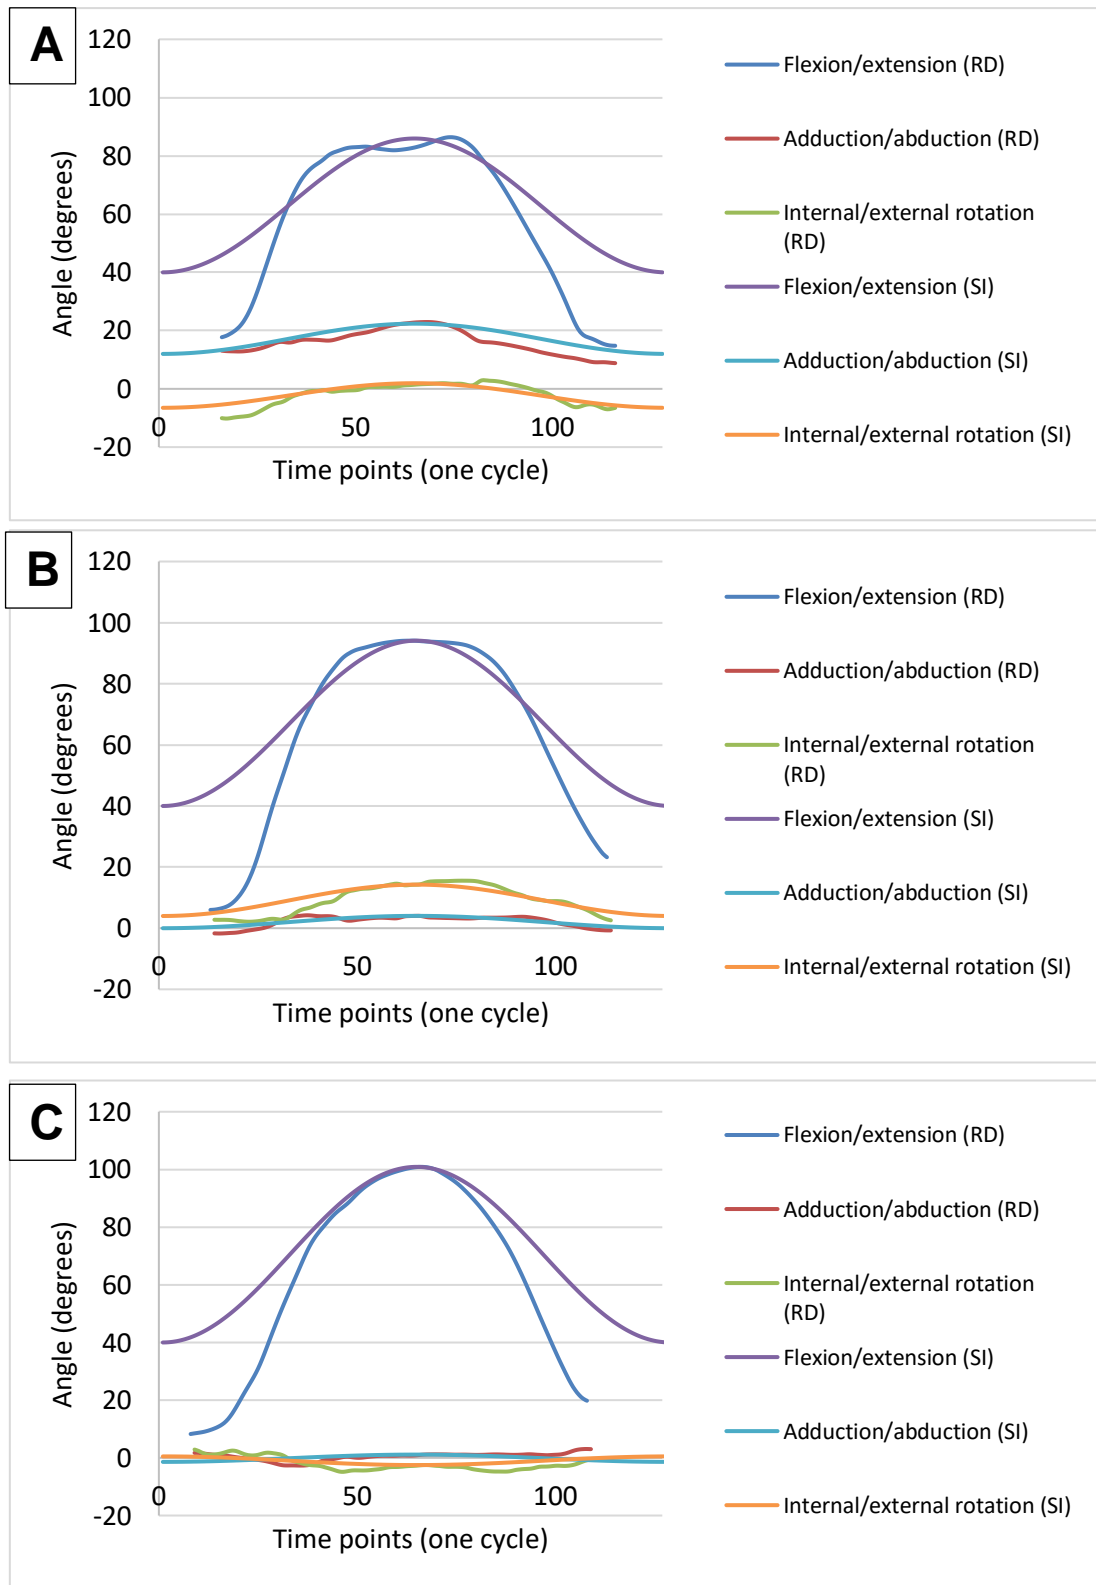 A
120
100
80
60
40
20
0
-20
0
50
100
Angle (degrees)
Time points (one cycle)
Flexion/extension (RD)
Adduction/abduction (RD)
Internal/external rotation
(RD)
Flexion/extension (SI)
Adduction/abduction (SI)
Internal/external rotation (SI)
B
120
100
80
60
40
20
0
-20
0
50
100
Angle (degrees)
Time points (one cycle)
Flexion/extension (RD)
Adduction/abduction (RD)
Internal/external rotation
(RD)
Flexion/extension (SI)
Adduction/abduction (SI)
Internal/external rotation (SI)
C
120
100
80
60
40
20
0
-20
0
50
100
Angle (degrees)
Time points (one cycle)
Flexion/extension (RD)
Adduction/abduction (RD)
Internal/external rotation
(RD)
Flexion/extension (SI)
Adduction/abduction (SI)
Internal/external rotation (SI)